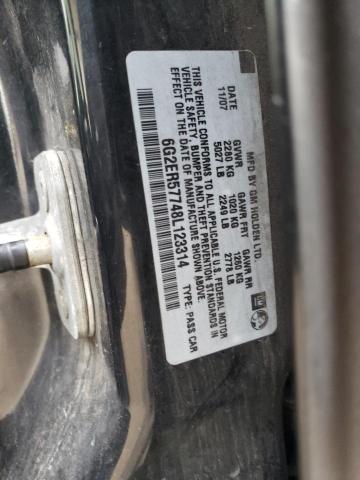 MFD BY GM HOLDEN LTD.
DATE GVWR GAWR FRT GAWR RR
11/07 2280 KG 1020 KG 1260 KG
5027 LB 2249 LB 2778 LB
THIS VEHICLE CONFORMS TO ALL APPLICABLE U.S. FEDERAL MOTOR
VEHICLE SAFETY, BUMPER AND THEFT PREVENTION STANDARDS IN
EFFECT ON THE DATE OF MANUFACTURE SHOWN ABOVE.
6G2ER57748L123314 TYPE: PASS CAR
GM